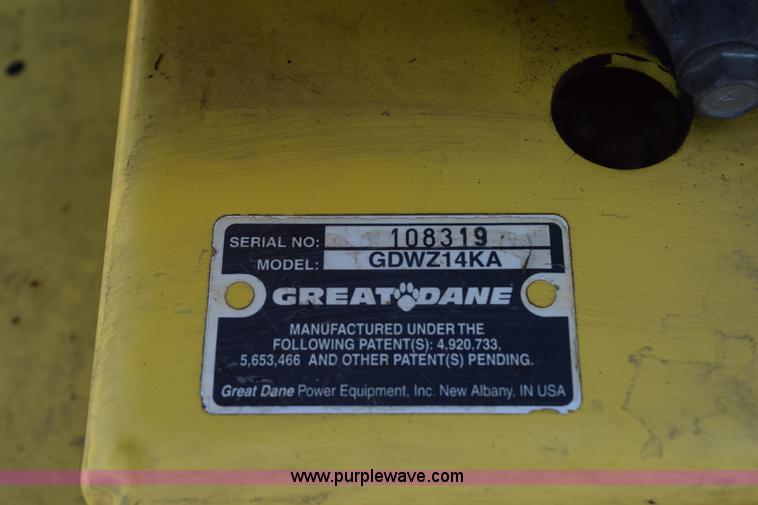 SERIAL NO: 108319
MODEL: GDWZ14KA
GREAT DANE
MANUFACTURED UNDER THE
FOLLOWING PATENT(S): 4,920,733,
5,653,466 AND OTHER PATENT(S) PENDING.
Great Dane Power Equipment, Inc. New Albany, IN USA
www.purplewave.com